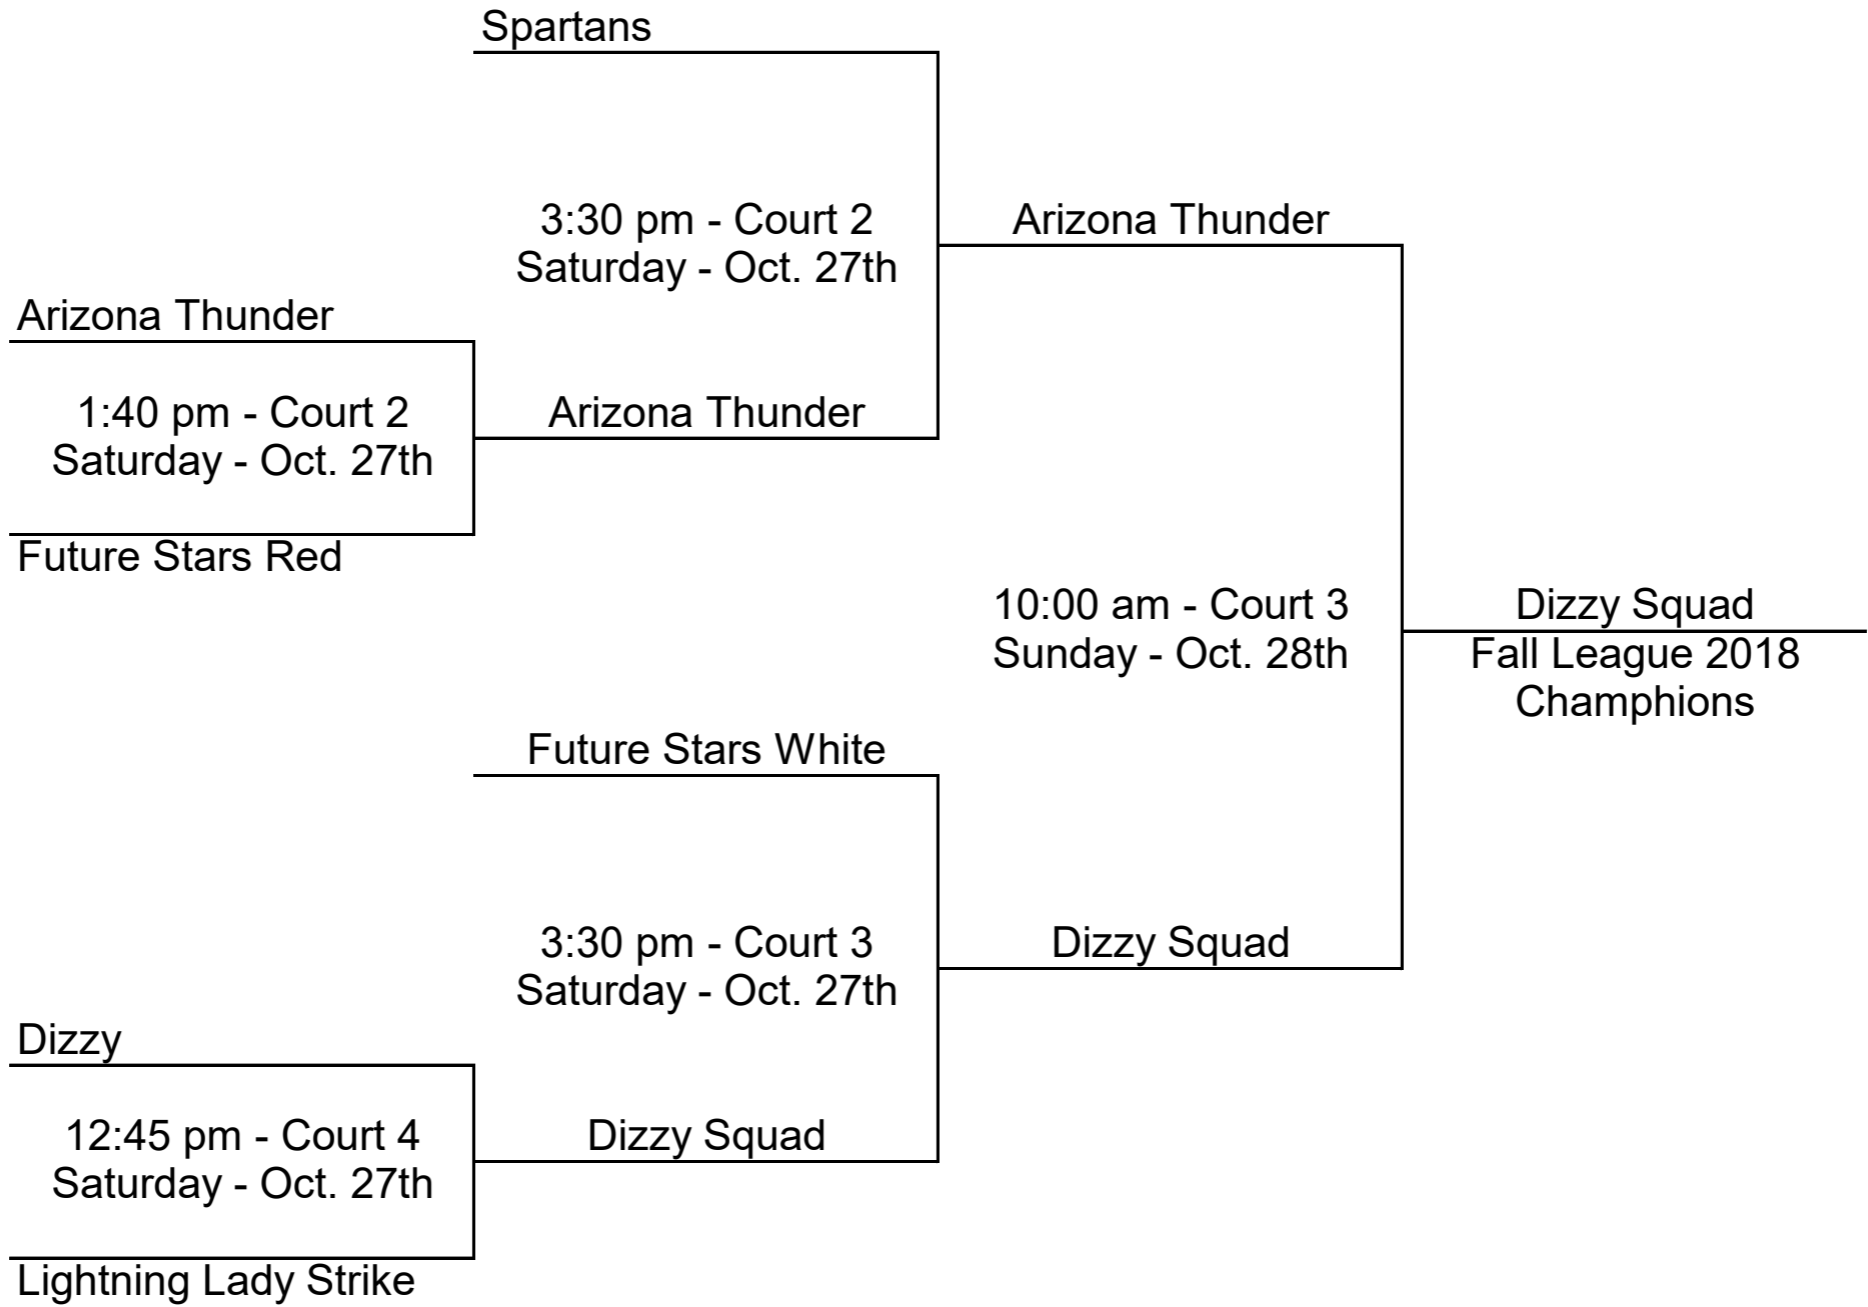 Spartans
3:30 pm - Court 2
Saturday - Oct. 27th
Arizona Thunder
Arizona Thunder
1:40 pm - Court 2
Saturday - Oct. 27th
Arizona Thunder
Future Stars Red
10:00 am - Court 3
Sunday - Oct. 28th
Dizzy Squad
Fall League 2018
Champhions
Future Stars White
3:30 pm - Court 3
Saturday - Oct. 27th
Dizzy Squad
Dizzy
12:45 pm - Court 4
Saturday - Oct. 27th
Dizzy Squad
Lightning Lady Strike